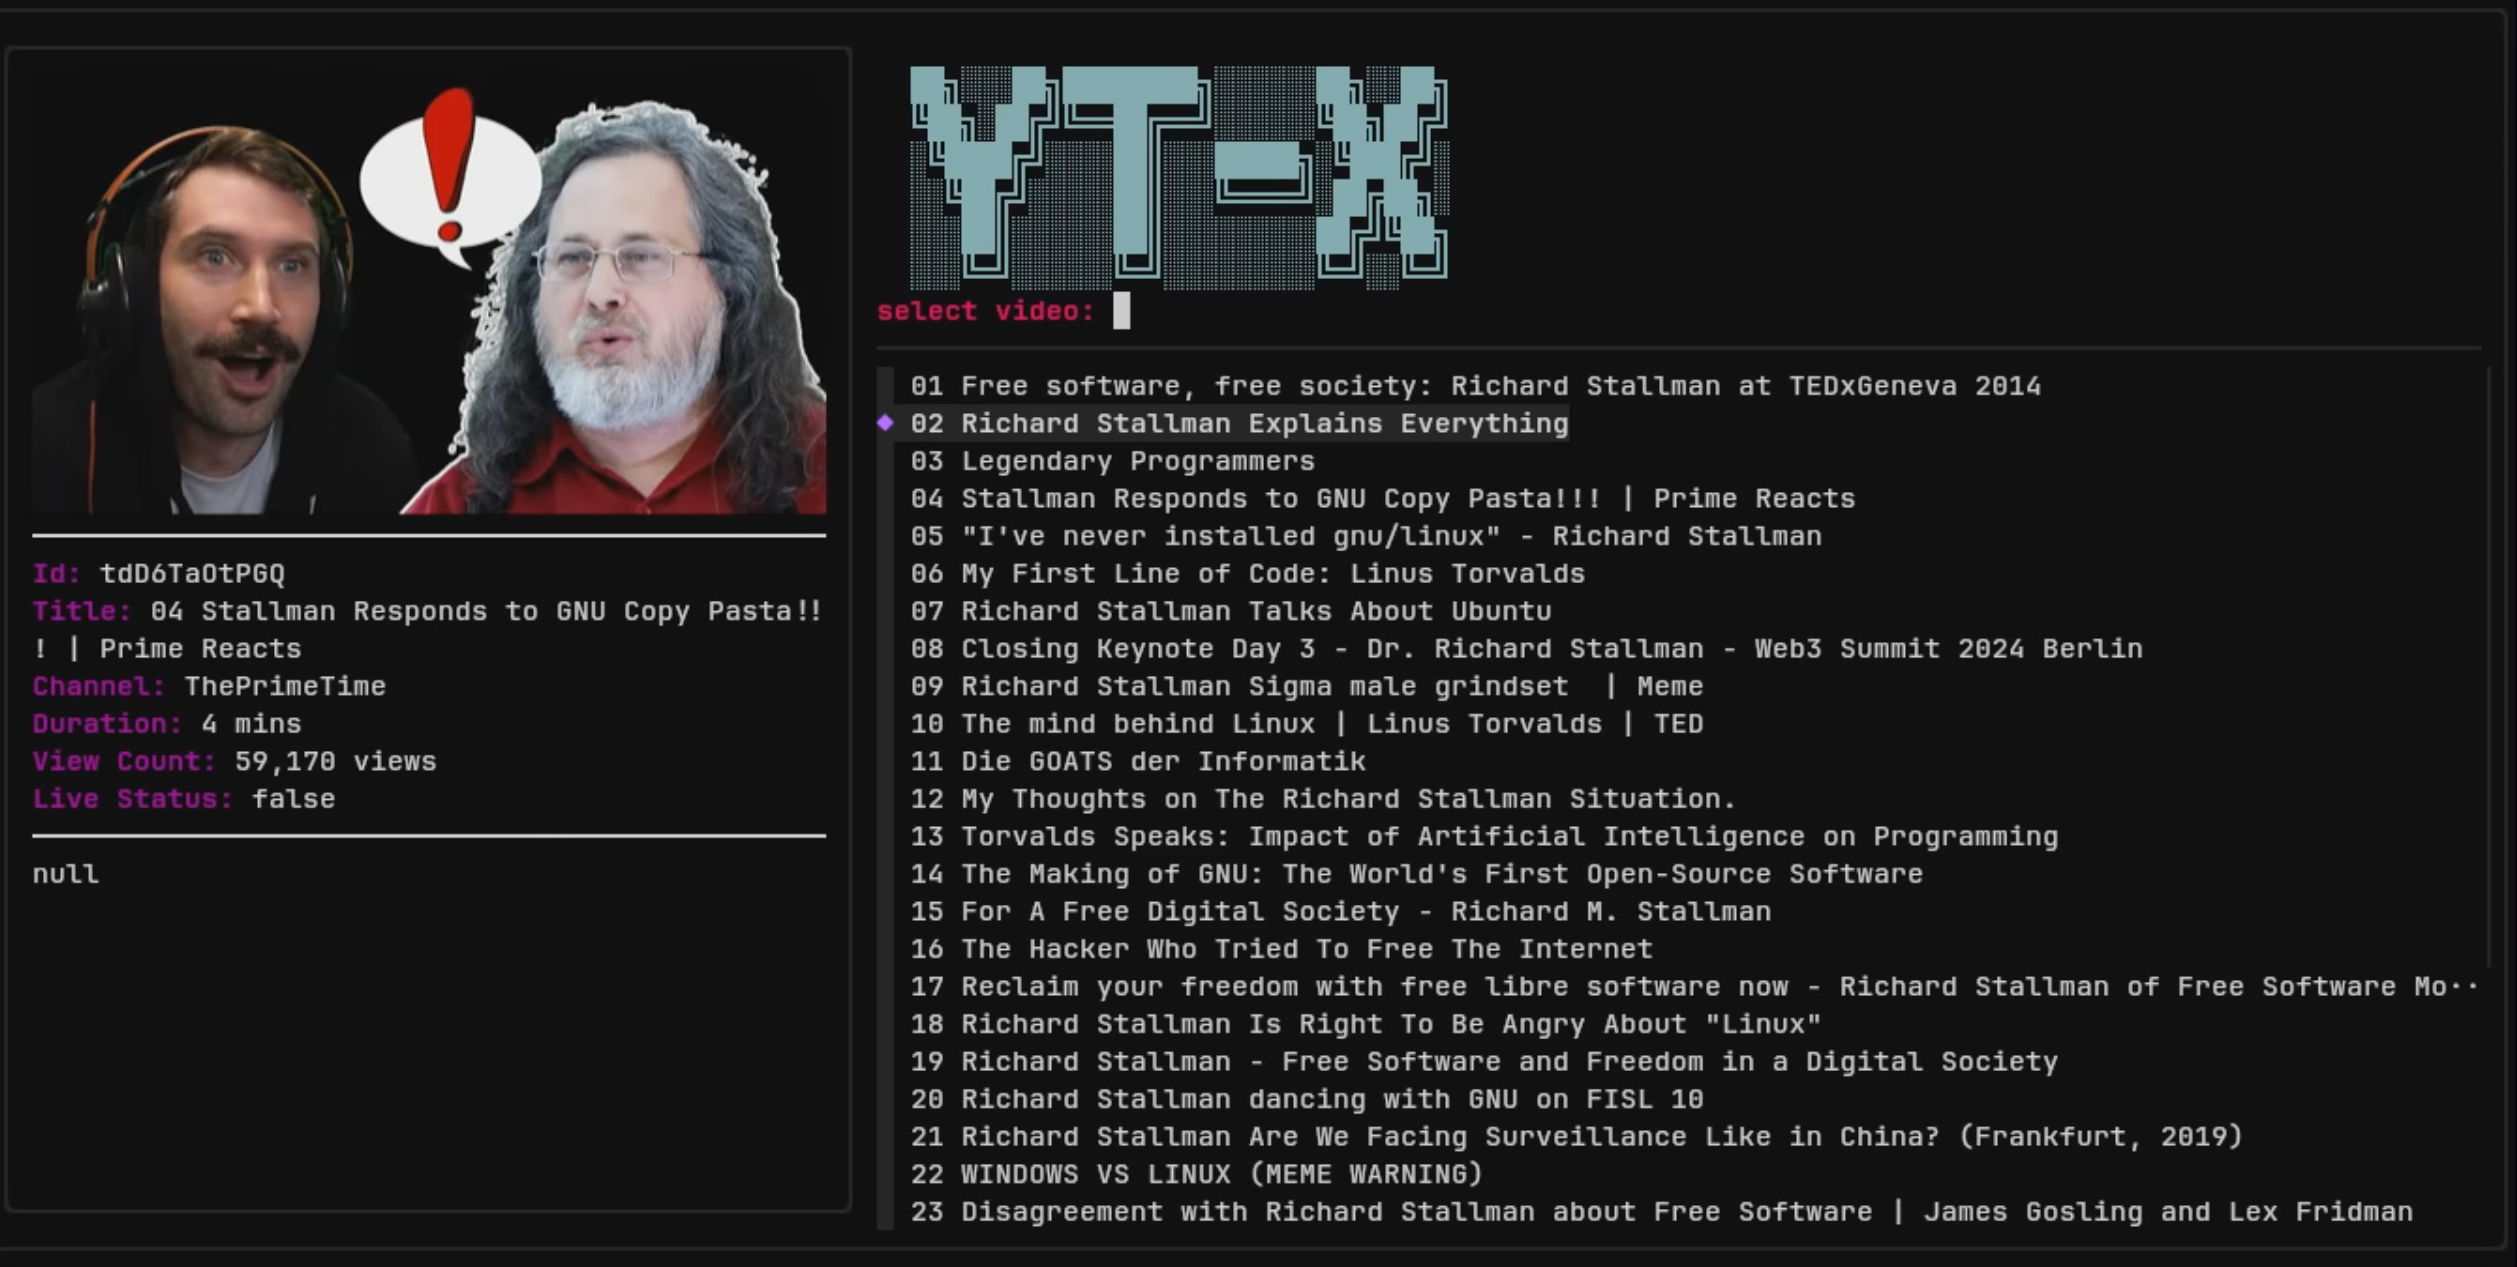 YT-X
select video:
01 Free software, free society: Richard Stallman at TEDxGeneva 2014
02 Richard Stallman Explains Everything
03 Legendary Programmers
04 Stallman Responds to GNU Copy Pasta!!! | Prime Reacts
05 "I've never installed gnu/linux" - Richard Stallman
06 My First Line of Code: Linus Torvalds
07 Richard Stallman Talks About Ubuntu
08 Closing Keynote Day 3 - Dr. Richard Stallman - Web3 Summit 2024 Berlin
09 Richard Stallman Sigma male grindset  | Meme
10 The mind behind Linux | Linus Torvalds | TED
11 Die GOATS der Informatik
12 My Thoughts on The Richard Stallman Situation.
13 Torvalds Speaks: Impact of Artificial Intelligence on Programming
14 The Making of GNU: The World's First Open-Source Software
15 For A Free Digital Society - Richard M. Stallman
16 The Hacker Who Tried To Free The Internet
17 Reclaim your freedom with free libre software now - Richard Stallman of Free Software Mo··
18 Richard Stallman Is Right To Be Angry About "Linux"
19 Richard Stallman - Free Software and Freedom in a Digital Society
20 Richard Stallman dancing with GNU on FISL 10
21 Richard Stallman Are We Facing Surveillance Like in China? (Frankfurt, 2019)
22 WINDOWS VS LINUX (MEME WARNING)
23 Disagreement with Richard Stallman about Free Software | James Gosling and Lex Fridman
!
Id: tdD6TaOtPGQ
Title: 04 Stallman Responds to GNU Copy Pasta!!
! | Prime Reacts
Channel: ThePrimeTime
Duration: 4 mins
View Count: 59,170 views
Live Status: false
null